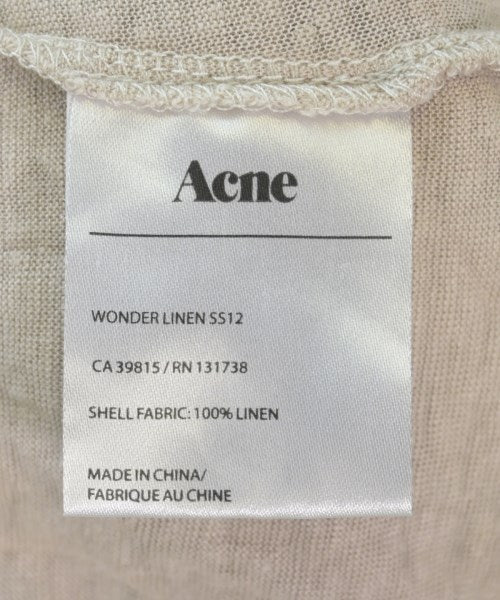 Acne
WONDER LINEN SS12
CA 39815 / RN 131738
SHELL FABRIC: 100% LINEN
MADE IN CHINA/
FABRIQUE AU CHINE